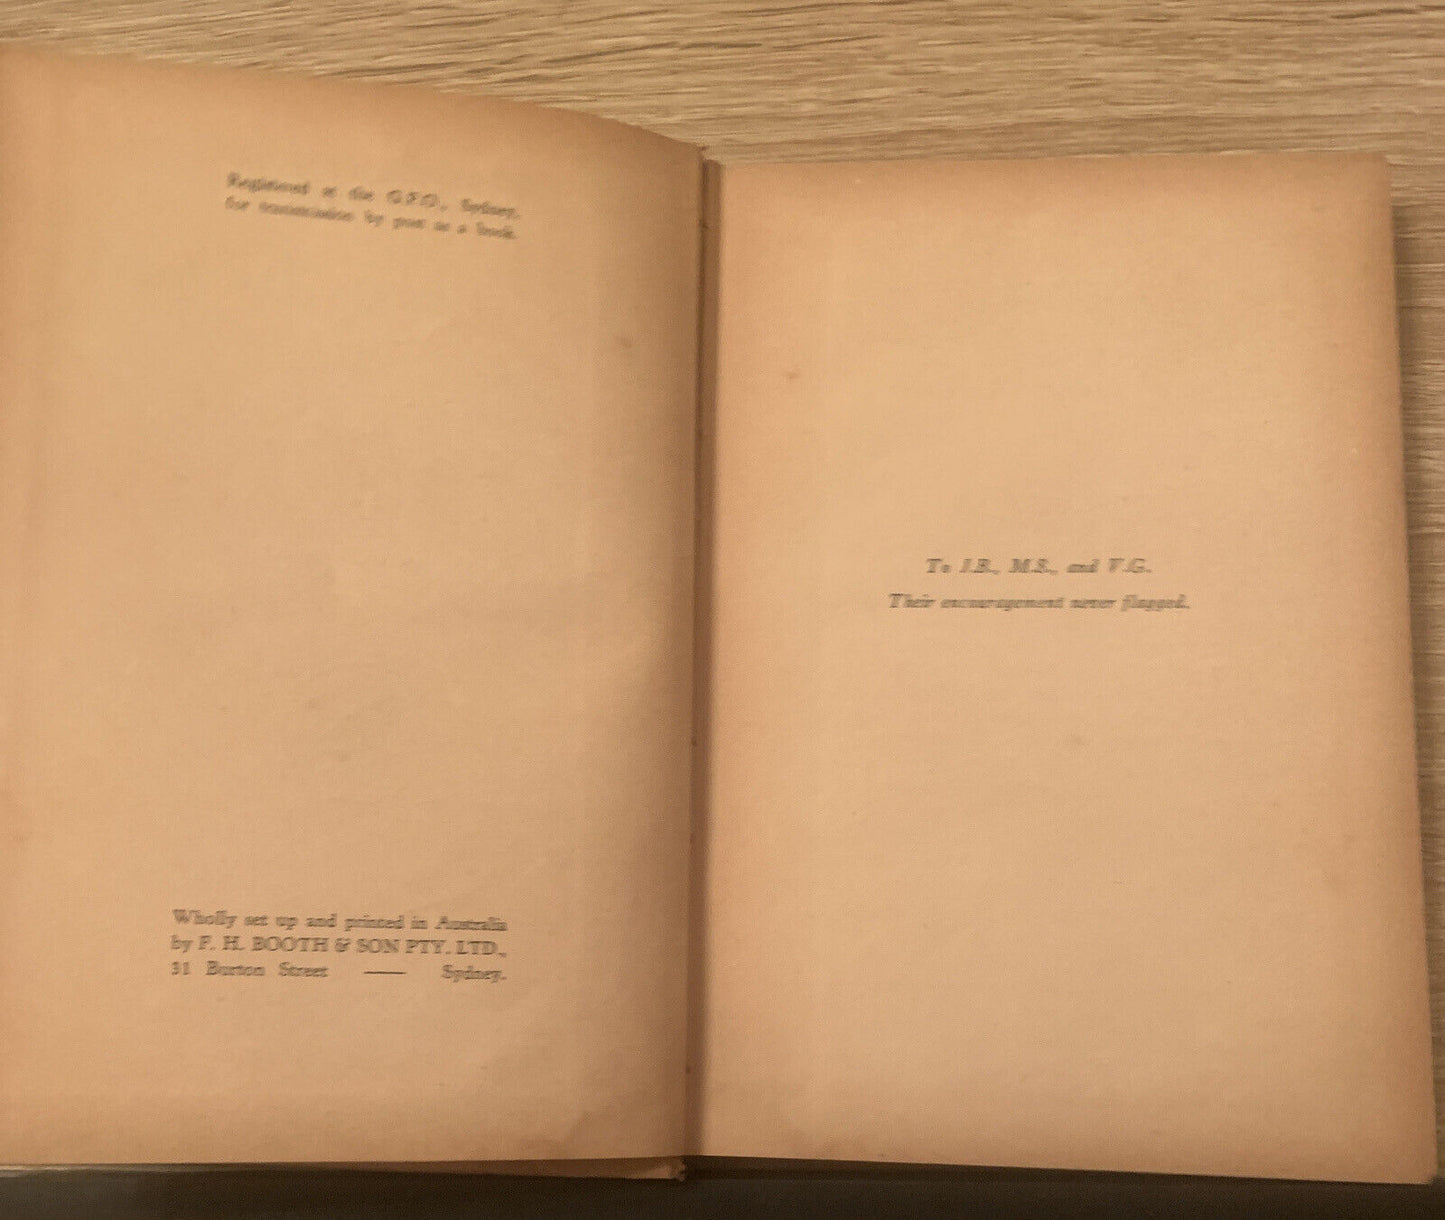 Registered at the G.P.O., Sydney,
for transmission by post as a book.
Wholly set up and printed in Australia
by F. H. BOOTH & SON PTY. LTD.,
31 Burton Street — Sydney.
To J.B., M.S., and V.G.
Their encouragement never flagged.